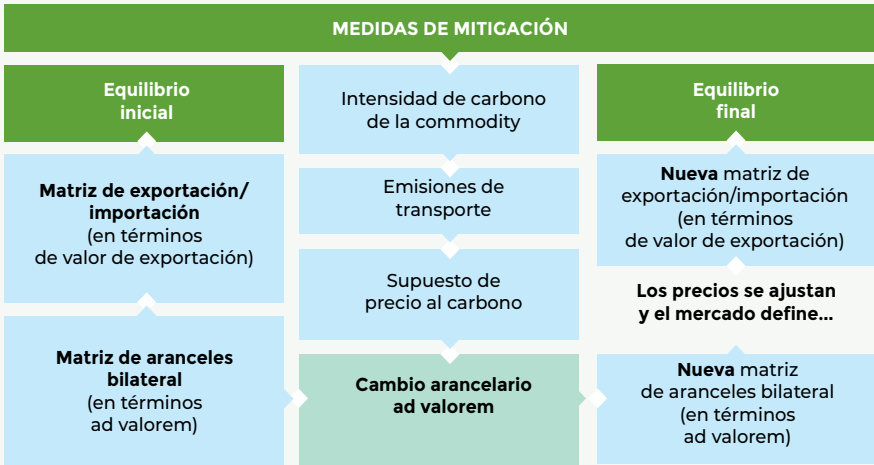 MEDIDAS DE MITIGACIÓN
Equilibrio
inicial
Matriz de exportación/
importación
(en términos
de valor de exportación)
Matriz de aranceles
bilateral
(en términos
ad valorem)
Intensidad de carbono
de la commodity
Emisiones de
transporte
Supuesto de
precio al carbono
Cambio arancelario
ad valorem
Equilibrio
final
Nueva matriz de
exportación/importación
(en términos
de valor de exportación)
Los precios se ajustan
y el mercado define...
Nueva matriz
de aranceles bilateral
(en términos
ad valorem)